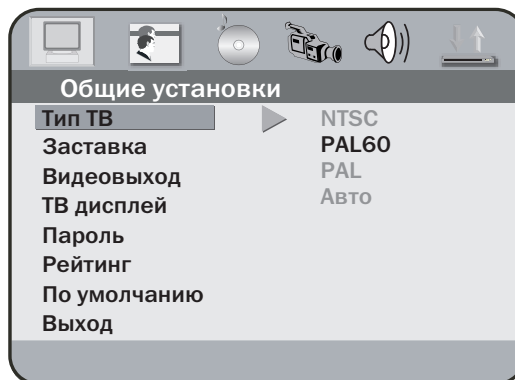 Общие установки
Тип ТВ
NTSC
Заставка
PAL60
Видеовыход
PAL
ТВ дисплей
Авто
Пароль
Рейтинг
По умолчанию
Выход